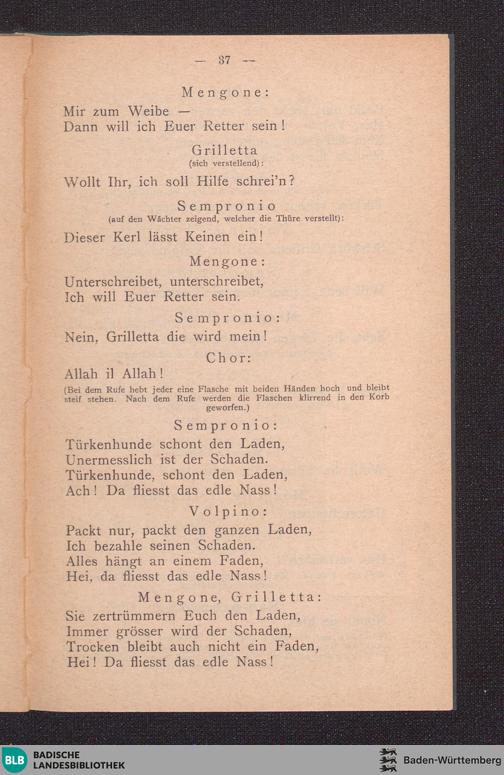 — 37 —
Mengone:
Mir zum Weibe —
Dann will ich Euer Retter sein!
Grilletta
(sich verstellend):
Wollt Ihr, ich soll Hilfe schrei'n?
Sempronio
(auf den Wächter zeigend, welcher die Thüre verstellt):
Dieser Kerl lässt Keinen ein!
Mengone:
Unterschreibet, unterschreibet,
Ich will Euer Retter sein.
Sempronio:
Nein, Grilletta die wird mein!
Chor:
Allah il Allah!
(Bei dem Rufe hebt jeder eine Flasche mit beiden Händen hoch und bleibt
steif stehen. Nach dem Rufe werden die Flaschen klirrend in den Korb
geworfen.)
Sempronio:
Türkenhunde schont den Laden,
Unermesslich ist der Schaden.
Türkenhunde, schont den Laden,
Ach! Da fliesst das edle Nass!
Volpino:
Packt nur, packt den ganzen Laden,
Ich bezahle seinen Schaden.
Alles hängt an einem Faden,
Hei, da fliesst das edle Nass!
Mengone, Grilletta:
Sie zertrümmern Euch den Laden,
Immer grösser wird der Schaden,
Trocken bleibt auch nicht ein Faden,
Hei! Da fliesst das edle Nass!
BLB BADISCHE
LANDESBIBLIOTHEK
Baden-Württemberg